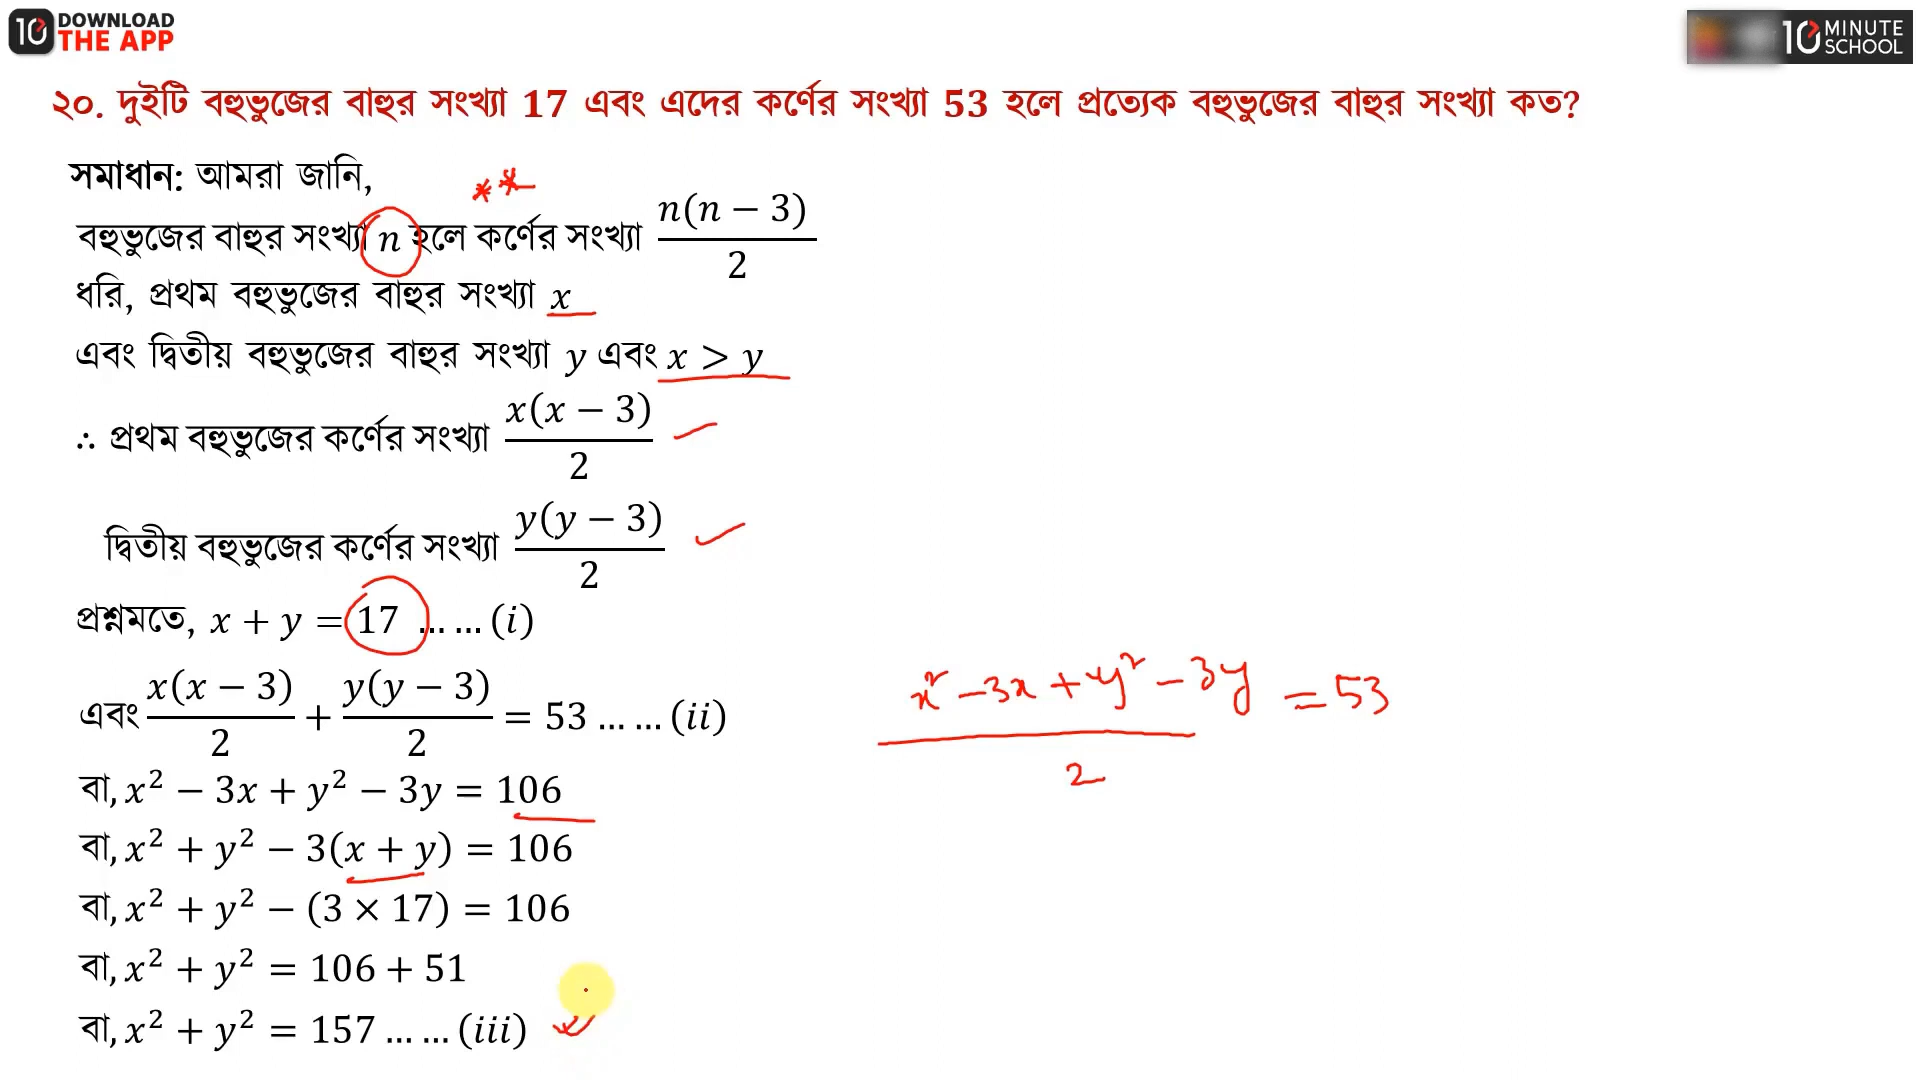 10 DOWNLOAD THE APP
10 MINUTE SCHOOL
২০. দুইটি বহুভুজের বাহুর সংখ্যা 17 এবং এদের কর্ণের সংখ্যা 53 হলে প্রত্যেক বহুভুজের বাহুর সংখ্যা কত?
সমাধান: আমরা জানি,
**
বহুভুজের বাহুর সংখ্যা n হলে কর্ণের সংখ্যা n(n − 3)/2
ধরি, প্রথম বহুভুজের বাহুর সংখ্যা x
এবং দ্বিতীয় বহুভুজের বাহুর সংখ্যা y এবং x > y
∴ প্রথম বহুভুজের কর্ণের সংখ্যা x(x − 3)/2
দ্বিতীয় বহুভুজের কর্ণের সংখ্যা y(y − 3)/2
প্রশ্নমতে, x + y = 17 … … (i)
এবং x(x − 3)/2 + y(y − 3)/2 = 53 … … (ii)
বা, x² − 3x + y² − 3y = 106
বা, x² + y² − 3(x + y) = 106
বা, x² + y² − (3 × 17) = 106
বা, x² + y² = 106 + 51
বা, x² + y² = 157 … … (iii)
x² − 3x + y² − 3y / 2 = 53